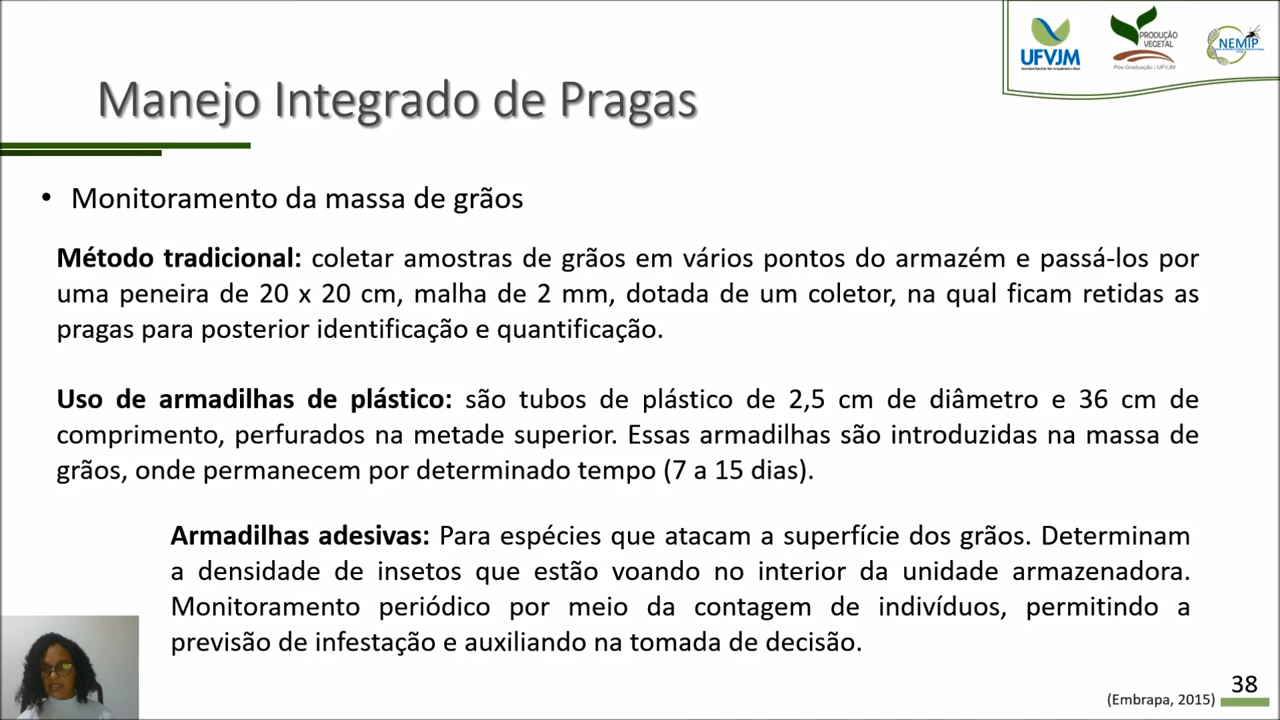 UFVJM
PRODUÇÃO
VEGETAL
Pós-Graduação / UFVJM
NEMIP
Manejo Integrado de Pragas
• Monitoramento da massa de grãos
Método tradicional: coletar amostras de grãos em vários pontos do armazém e passá-los por
uma peneira de 20 x 20 cm, malha de 2 mm, dotada de um coletor, na qual ficam retidas as
pragas para posterior identificação e quantificação.
Uso de armadilhas de plástico: são tubos de plástico de 2,5 cm de diâmetro e 36 cm de
comprimento, perfurados na metade superior. Essas armadilhas são introduzidas na massa de
grãos, onde permanecem por determinado tempo (7 a 15 dias).
Armadilhas adesivas: Para espécies que atacam a superfície dos grãos. Determinam
a densidade de insetos que estão voando no interior da unidade armazenadora.
Monitoramento periódico por meio da contagem de indivíduos, permitindo a
previsão de infestação e auxiliando na tomada de decisão.
(Embrapa, 2015)
38